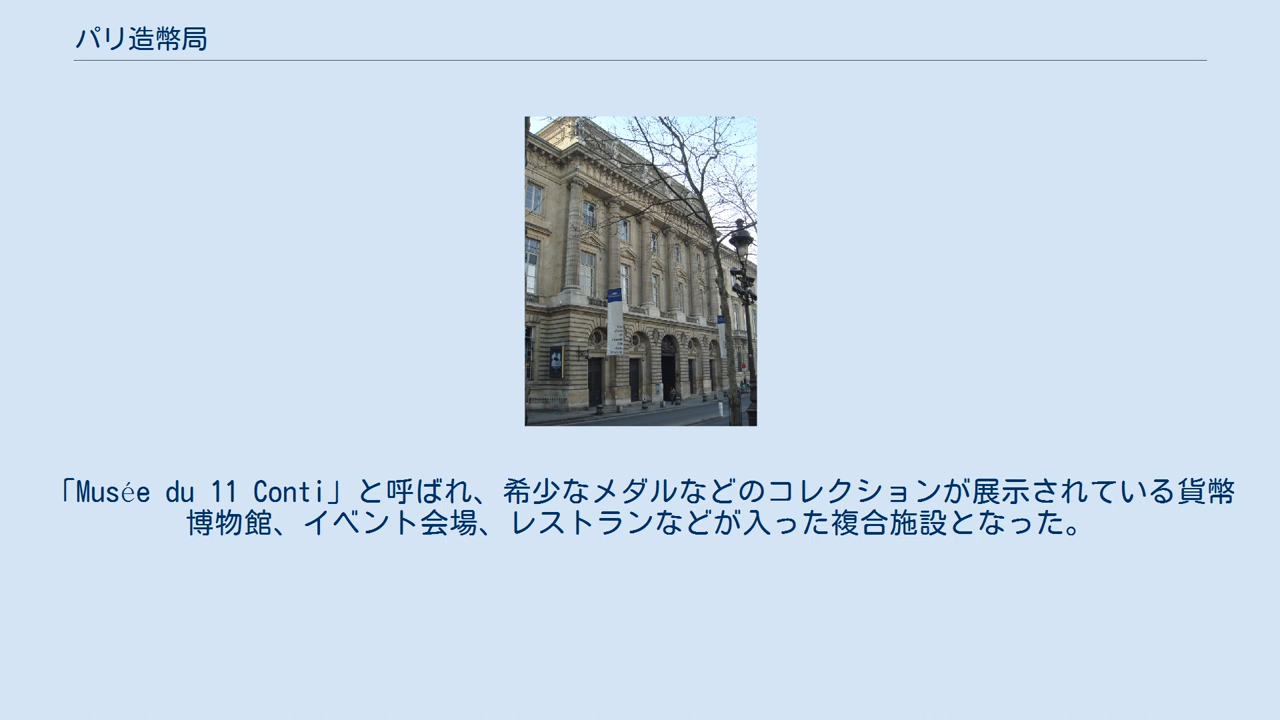 パリ造幣局
「Musée du 11 Conti」と呼ばれ、希少なメダルなどのコレクションが展示されている貨幣
博物館、イベント会場、レストランなどが入った複合施設となった。